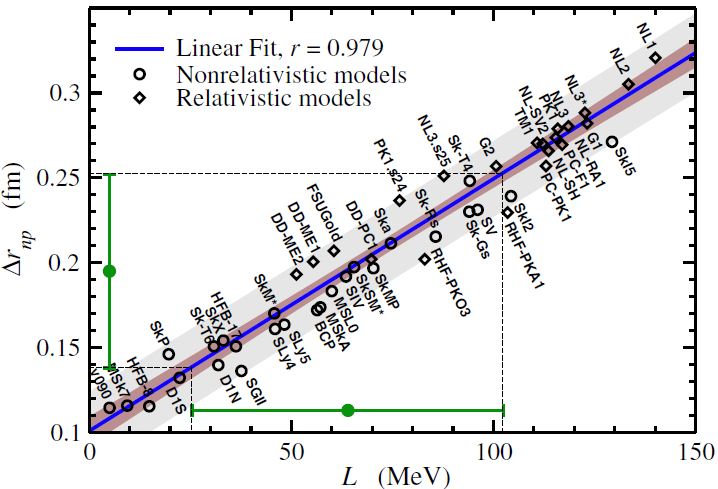 Linear Fit, r = 0.979
Nonrelativistic models
Relativistic models
Δr_np (fm)
0.3
0.25
0.2
0.15
0.1
0
50
100
150
L (MeV)
v090
MSk7
HFB-8
SkP
D1S
Sk-T6
SkX
HFB-17
D1N
SGII
SkM*
SLy4
SLy5
DD-ME2
DD-ME1
FSUGold
BCP
MSkA
MSL0
SIV
SkSM*
SkMP
DD-PC1
Ska
PK1.s24
Sk-Rs
RHF-PKO3
NL3.s25
Sk-T4
G2
Sk-Gs
SV
SkI2
RHF-PKA1
TM1
NL-SV2
PK1
NL3
NL3*
PC-PK1
NL-SH
PC-F1
NL-RA1
G1
SkI5
NL2
NL1